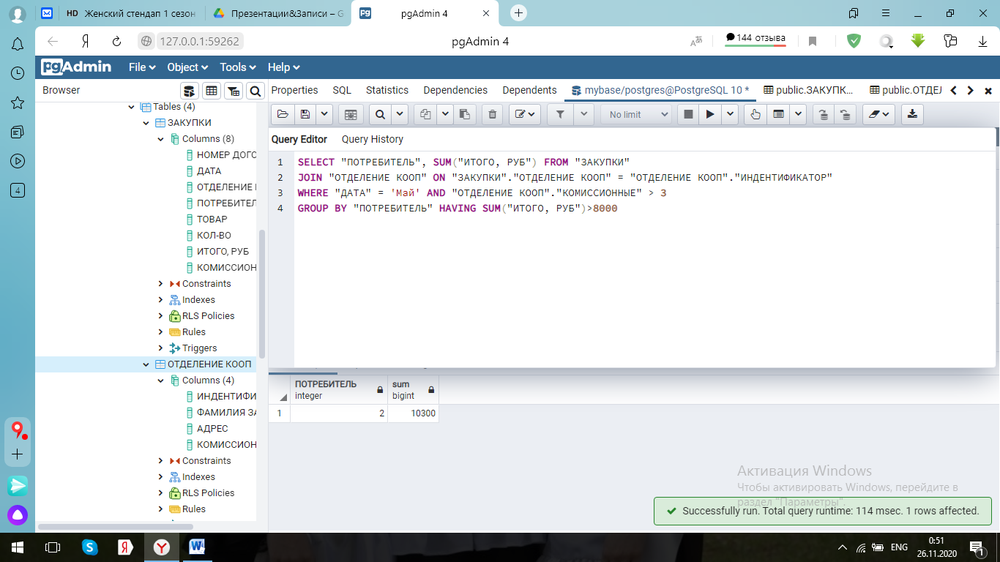 HD Женский стендап 1 сезон
Презентации&Записи – G
pgAdmin 4
127.0.0.1:59262
pgAdmin 4
144 отзыва
pgAdmin
File
Object
Tools
Help
Browser
Properties
SQL
Statistics
Dependencies
Dependents
mybase/postgres@PostgreSQL 10 *
public.ЗАКУПК...
public.ОТДЕЛ
No limit
Query Editor
Query History
1 SELECT "ПОТРЕБИТЕЛЬ", SUM("ИТОГО, РУБ") FROM "ЗАКУПКИ"
2 JOIN "ОТДЕЛЕНИЕ КООП" ON "ЗАКУПКИ"."ОТДЕЛЕНИЕ КООП" = "ОТДЕЛЕНИЕ КООП"."ИНДЕНТИФИКАТОР"
3 WHERE "ДАТА" = 'Май' AND "ОТДЕЛЕНИЕ КООП"."КОМИССИОННЫЕ" > 3
4 GROUP BY "ПОТРЕБИТЕЛЬ" HAVING SUM("ИТОГО, РУБ")>8000
Tables (4)
ЗАКУПКИ
Columns (8)
НОМЕР ДОГО
ДАТА
ОТДЕЛЕНИЕ
ПОТРЕБИТЕЛ
ТОВАР
КОЛ-ВО
ИТОГО, РУБ
КОМИССИОН
Constraints
Indexes
RLS Policies
Rules
Triggers
ОТДЕЛЕНИЕ КООП
Columns (4)
ИНДЕНТИФИ
ФАМИЛИЯ ЗА
АДРЕС
КОМИССИОН
Constraints
Indexes
RLS Policies
Rules
ПОТРЕБИТЕЛЬ
integer
sum
bigint
1 2 10300
Активация Windows
Чтобы активировать Windows, перейдите в
раздел "Параметры".
Successfully run. Total query runtime: 114 msec. 1 rows affected.
4
ENG
0:51
26.11.2020
1